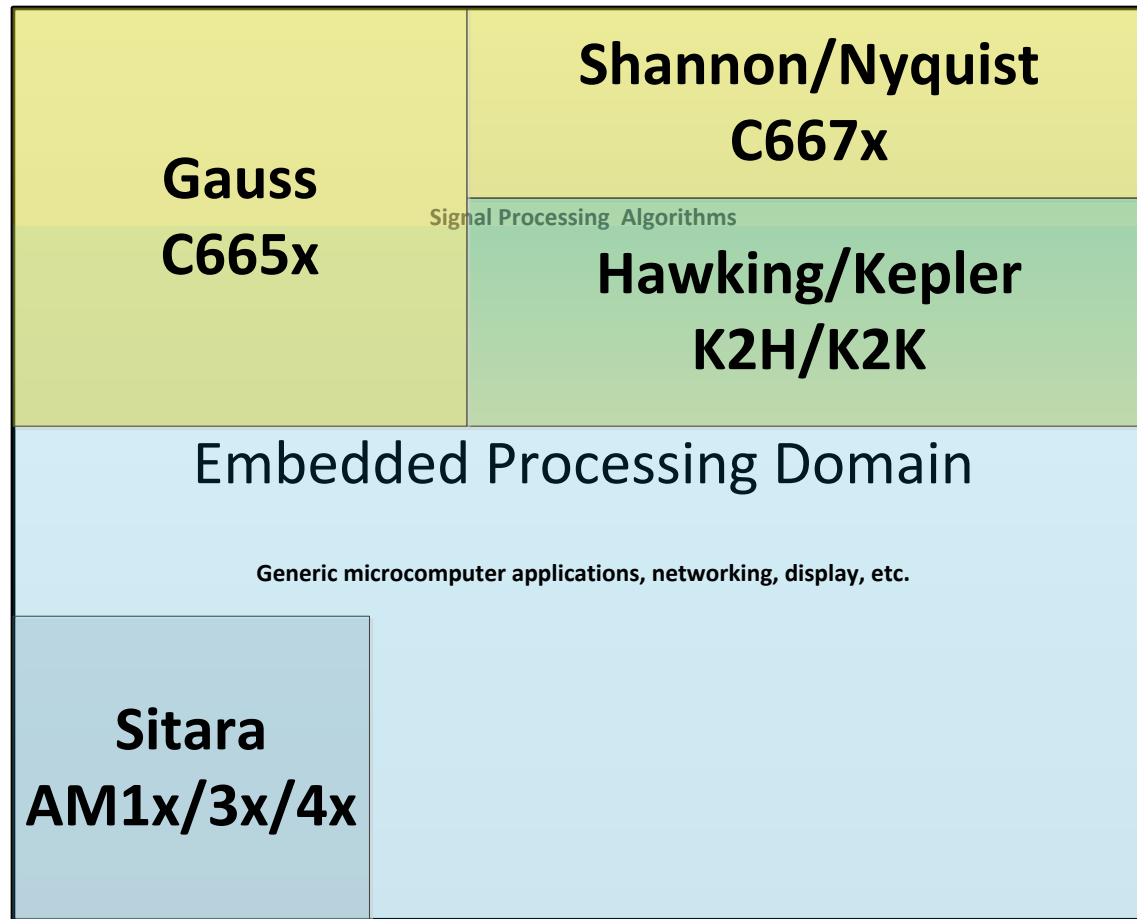 Shannon/Nyquist
C667x
Gauss
C665x
Signal Processing  Algorithms
Hawking/Kepler
K2H/K2K
Embedded Processing Domain
Generic microcomputer applications, networking, display, etc.
Sitara
AM1x/3x/4x